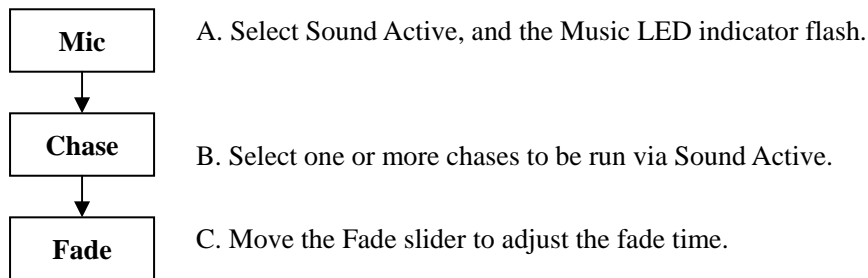 Mic
A. Select Sound Active, and the Music LED indicator flash.
Chase
B. Select one or more chases to be run via Sound Active.
Fade
C. Move the Fade slider to adjust the fade time.